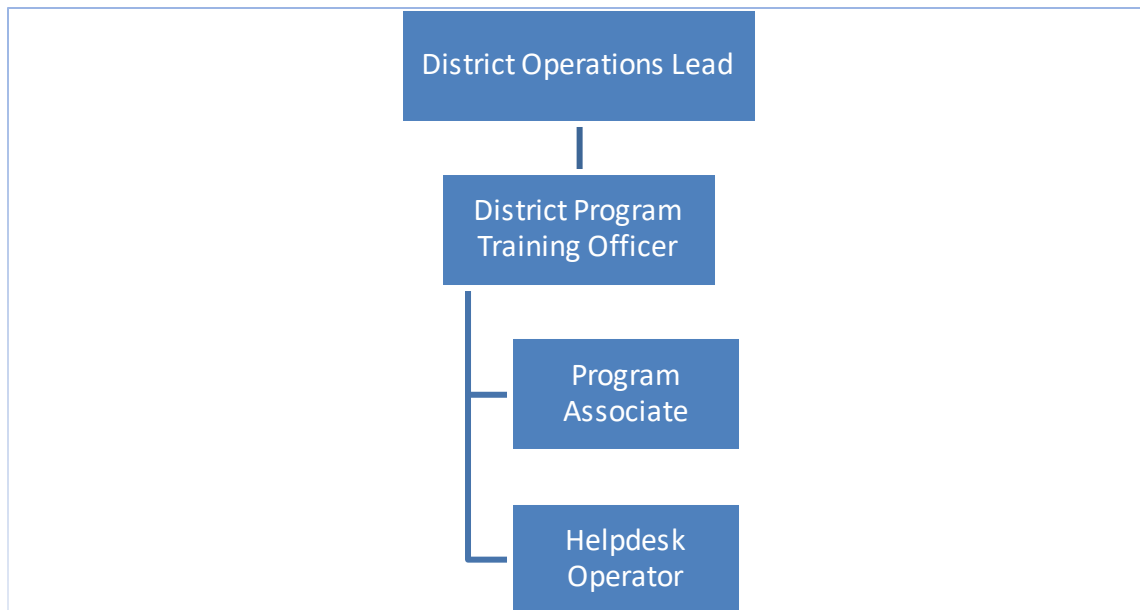 District Operations Lead
District Program
Training Officer
Program
Associate
Helpdesk
Operator